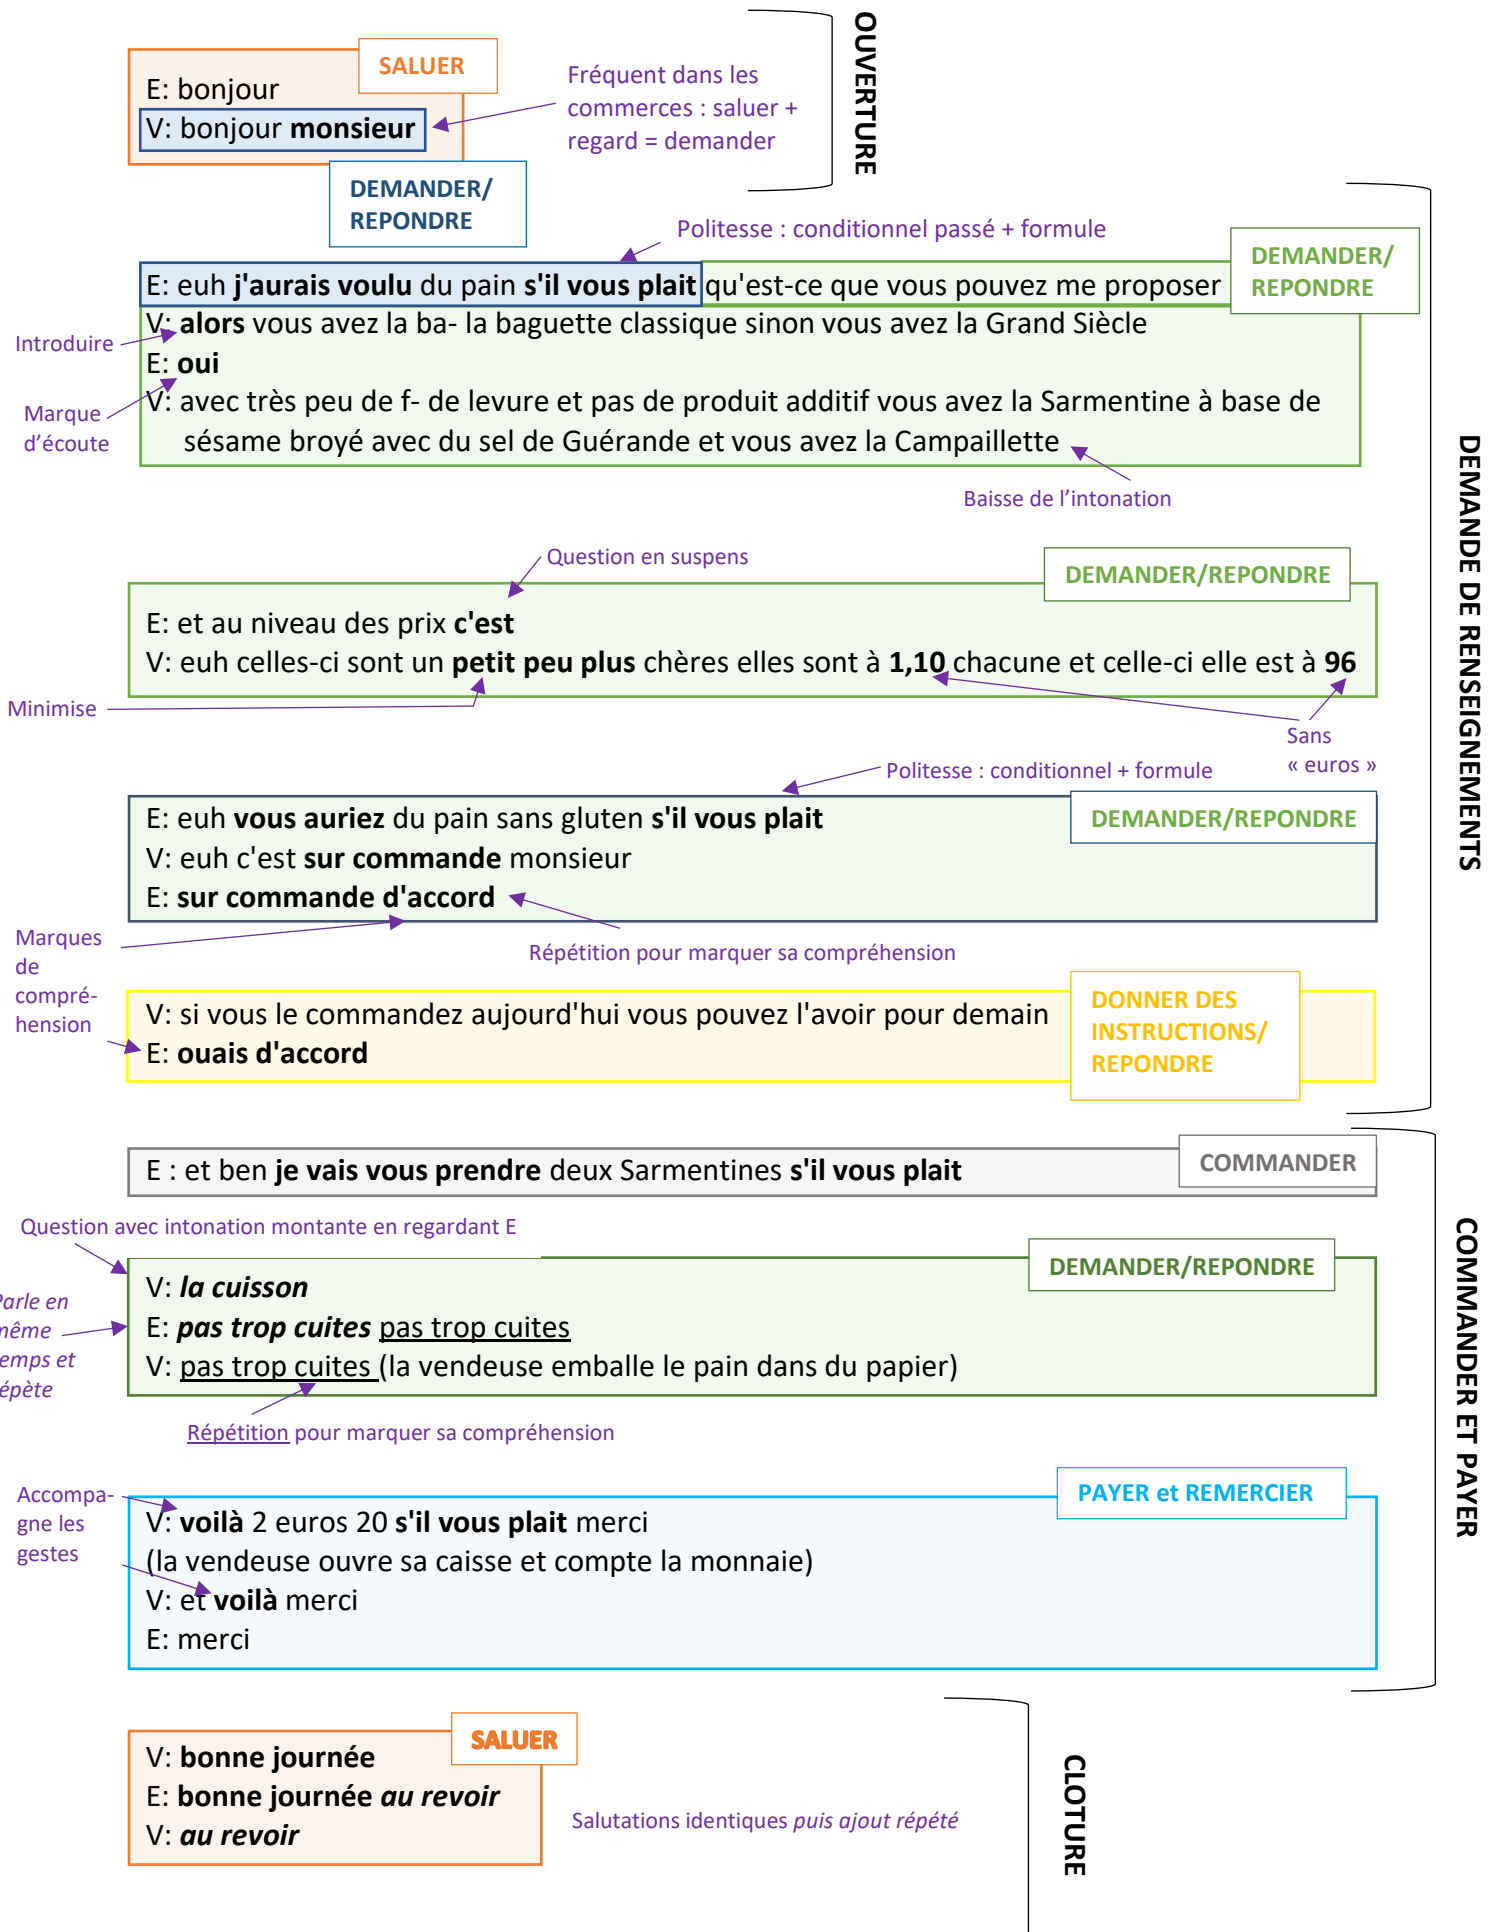 OUVERTURE
SALUER
E: bonjour
V: bonjour monsieur
Fréquent dans les
commerces : saluer +
regard = demander
DEMANDER/
REPONDRE
DEMANDE DE RENSEIGNEMENTS
Politesse : conditionnel passé + formule
DEMANDER/
REPONDRE
E: euh j'aurais voulu du pain s'il vous plait qu'est-ce que vous pouvez me proposer
V: alors vous avez la ba- la baguette classique sinon vous avez la Grand Siècle
Introduire
E: oui
V: avec très peu de f- de levure et pas de produit additif vous avez la Sarmentine à base de
sésame broyé avec du sel de Guérande et vous avez la Campaillette
Marque
d'écoute
Baisse de l'intonation
Question en suspens
DEMANDER/REPONDRE
E: et au niveau des prix c'est
V: euh celles-ci sont un petit peu plus chères elles sont à 1,10 chacune et celle-ci elle est à 96
Minimise
Sans
« euros »
Politesse : conditionnel + formule
DEMANDER/REPONDRE
E: euh vous auriez du pain sans gluten s'il vous plait
V: euh c'est sur commande monsieur
E: sur commande d'accord
Marques
de
compré-
hension
Répétition pour marquer sa compréhension
DONNER DES
INSTRUCTIONS/
REPONDRE
V: si vous le commandez aujourd'hui vous pouvez l'avoir pour demain
E: ouais d'accord
COMMANDER ET PAYER
E : et ben je vais vous prendre deux Sarmentines s'il vous plait
COMMANDER
Question avec intonation montante en regardant E
DEMANDER/REPONDRE
V: la cuisson
E: pas trop cuites pas trop cuites
V: pas trop cuites (la vendeuse emballe le pain dans du papier)
Parle en
même
emps et
épète
Répétition pour marquer sa compréhension
Accompa-
gne les
gestes
PAYER et REMERCIER
V: voilà 2 euros 20 s'il vous plait merci
(la vendeuse ouvre sa caisse et compte la monnaie)
V: et voilà merci
E: merci
CLOTURE
SALUER
V: bonne journée
E: bonne journée au revoir
V: au revoir
Salutations identiques puis ajout répété